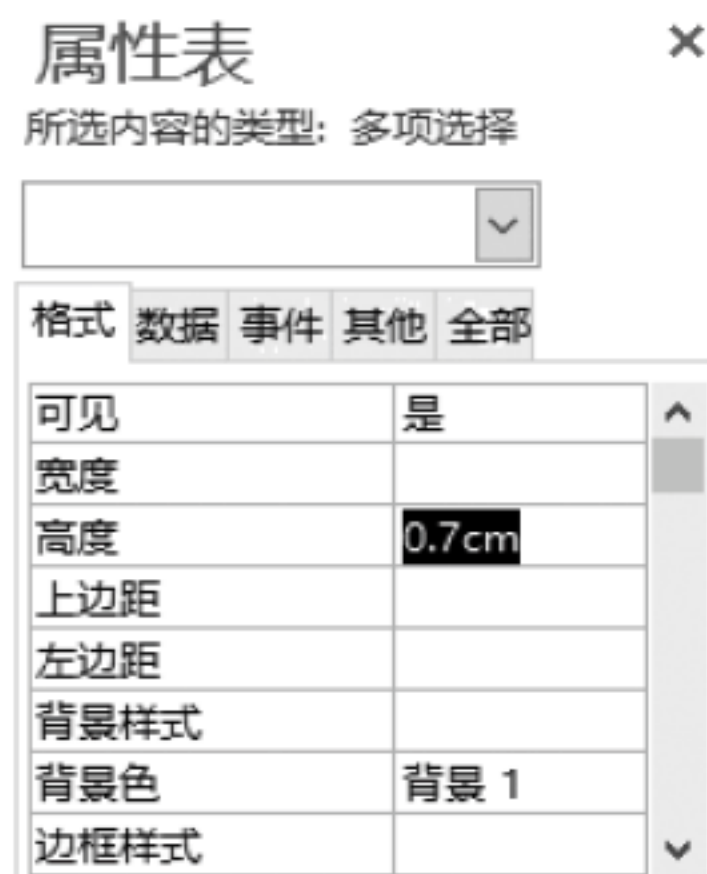 属性表
所选内容的类型: 多项选择
格式 数据 事件 其他 全部
可见 是
宽度
高度 0.7cm
上边距
左边距
背景样式
背景色 背景 1
边框样式